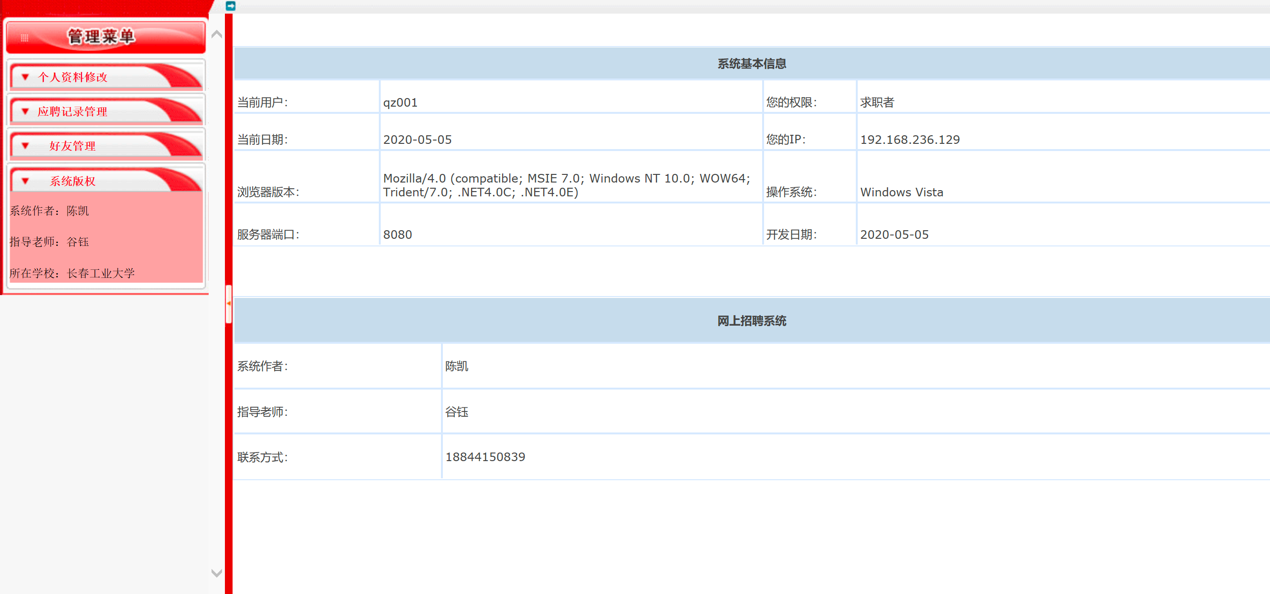 管理菜单
个人资料修改
应聘记录管理
好友管理
系统版权
系统作者：陈凯
指导老师：谷钰
所在学校：长春工业大学
系统基本信息
当前用户： qz001 您的权限： 求职者
当前日期： 2020-05-05 您的IP： 192.168.236.129
浏览器版本： Mozilla/4.0 (compatible; MSIE 7.0; Windows NT 10.0; WOW64;
Trident/7.0; .NET4.0C; .NET4.0E) 操作系统： Windows Vista
服务器端口： 8080 开发日期： 2020-05-05
网上招聘系统
系统作者： 陈凯
指导老师： 谷钰
联系方式： 18844150839